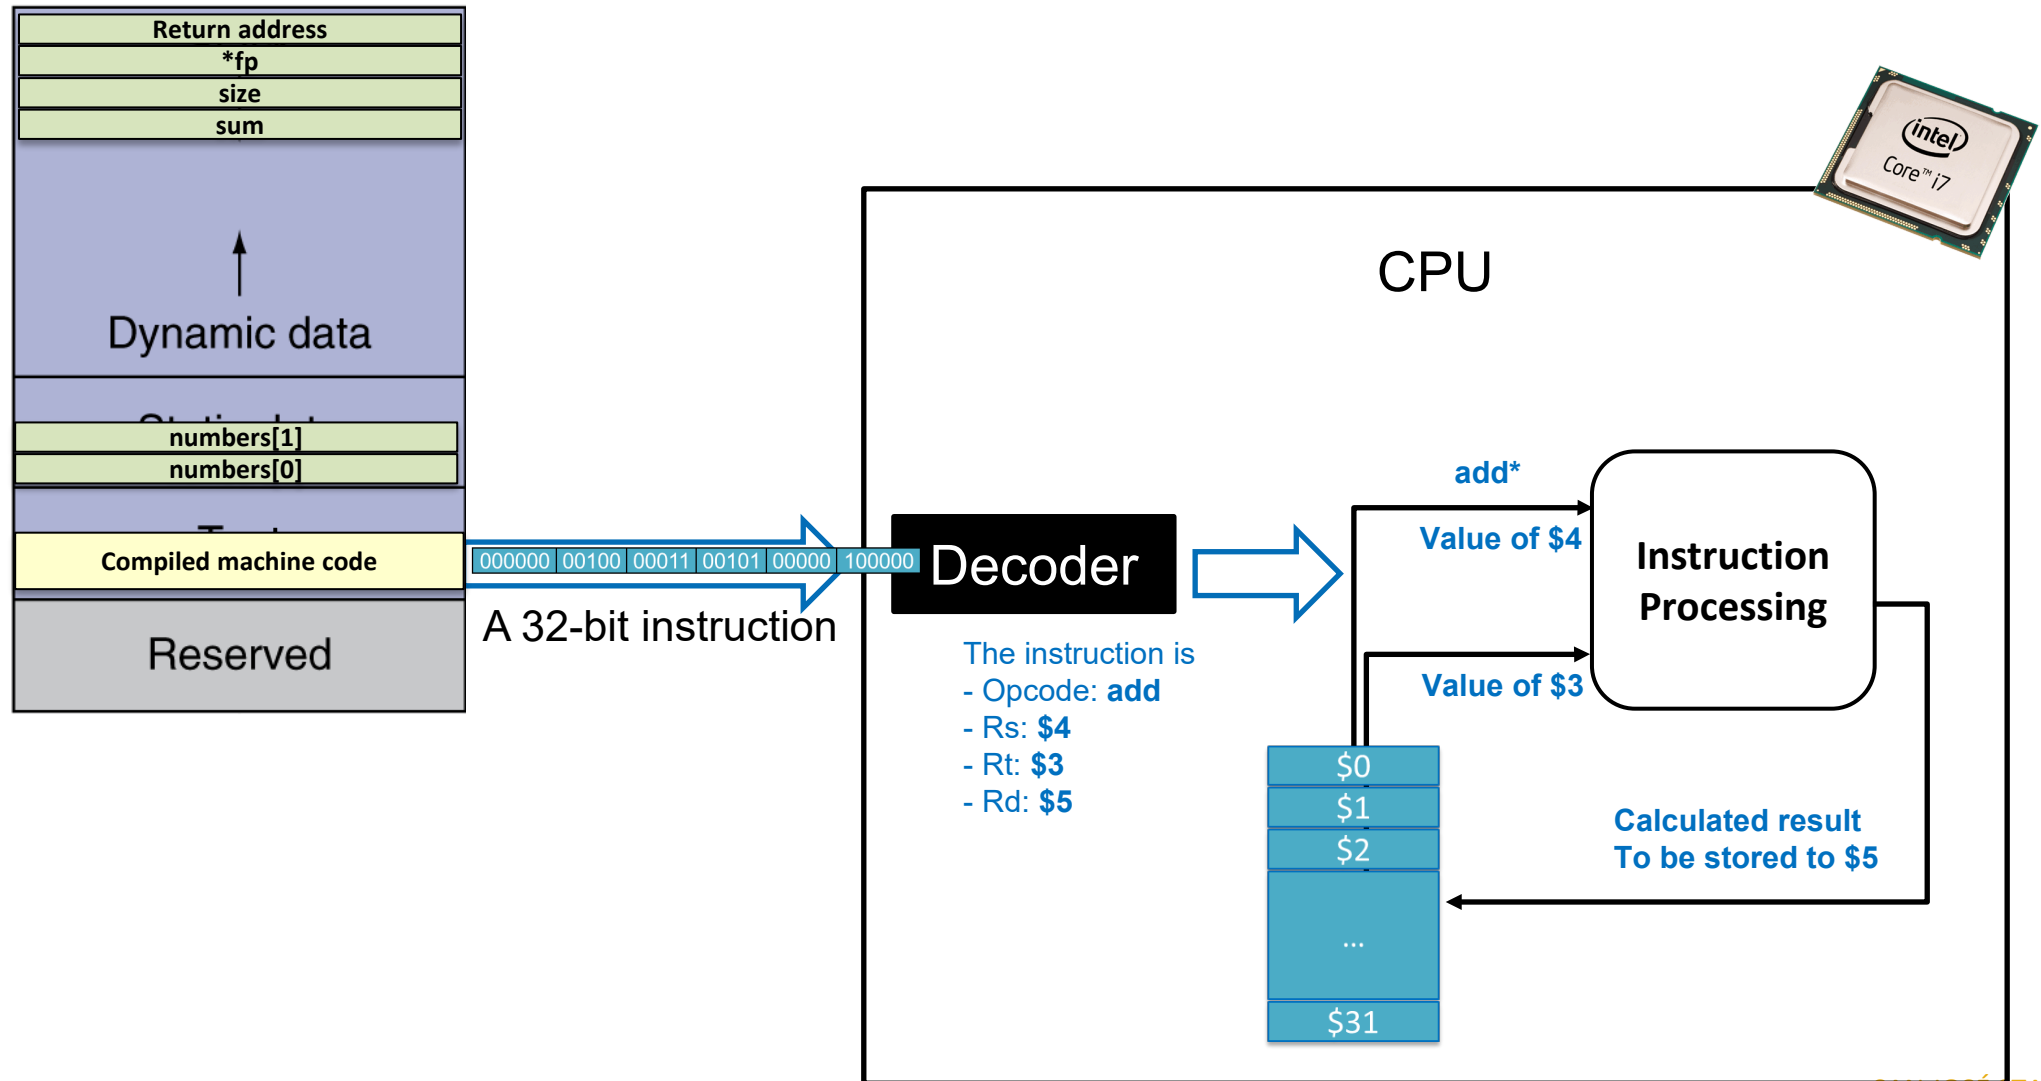 Return address
*fp
size
sum
Dynamic data
numbers[1]
numbers[0]
Compiled machine code
Reserved
000000 00100 00011 00101 00000 100000
A 32-bit instruction
intel
Core™ i7
CPU
Decoder
The instruction is
- Opcode: add
- Rs: $4
- Rt: $3
- Rd: $5
add*
Value of $4
Value of $3
Instruction
Processing
$0
$1
$2
...
$31
Calculated result
To be stored to $5